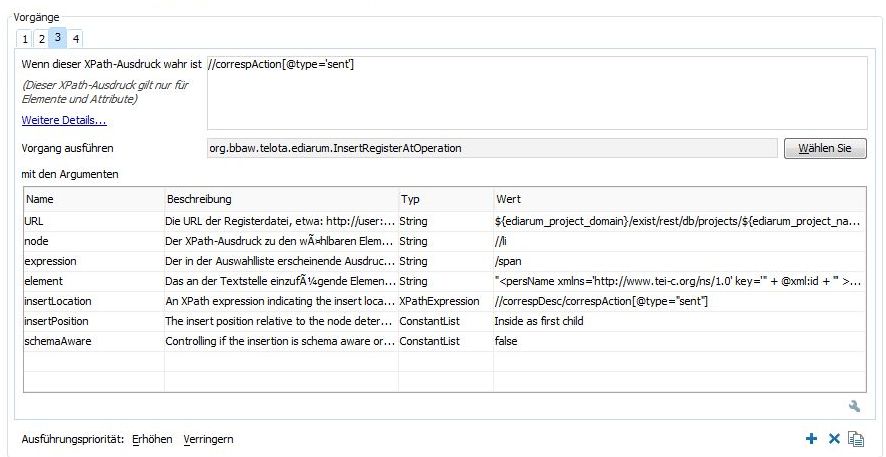 Vorgänge
1 2 3 4
Wenn dieser XPath-Ausdruck wahr ist //correspAction[@type='sent']
(Dieser XPath-Ausdruck gilt nur für
Elemente und Attribute)
Weitere Details...
Vorgang ausführen org.bbaw.telota.ediarum.InsertRegisterAtOperation Wählen Sie
mit den Argumenten
Name Beschreibung Typ Wert
URL Die URL der Registerdatei, etwa: http://user:... String ${ediarum_project_domain}/exist/rest/db/projects/${ediarum_project_na...
node Der XPath-Ausdruck zu den wÃ¤hlbaren Elem... String //li
expression Der in der Auswahlliste erscheinende Ausdruc... String /span
element Das an der Textstelle einzufÃ¼gende Elemen... String "<persName xmlns='http://www.tei-c.org/ns/1.0' key='" + @xml:id + "' >...
insertLocation An XPath expression indicating the insert loca... XPathExpression //correspDesc/correspAction[@type="sent"]
insertPosition The insert position relative to the node deter... ConstantList Inside as first child
schemaAware Controlling if the insertion is schema aware or... ConstantList false
Ausführungspriorität: Erhöhen Verringern